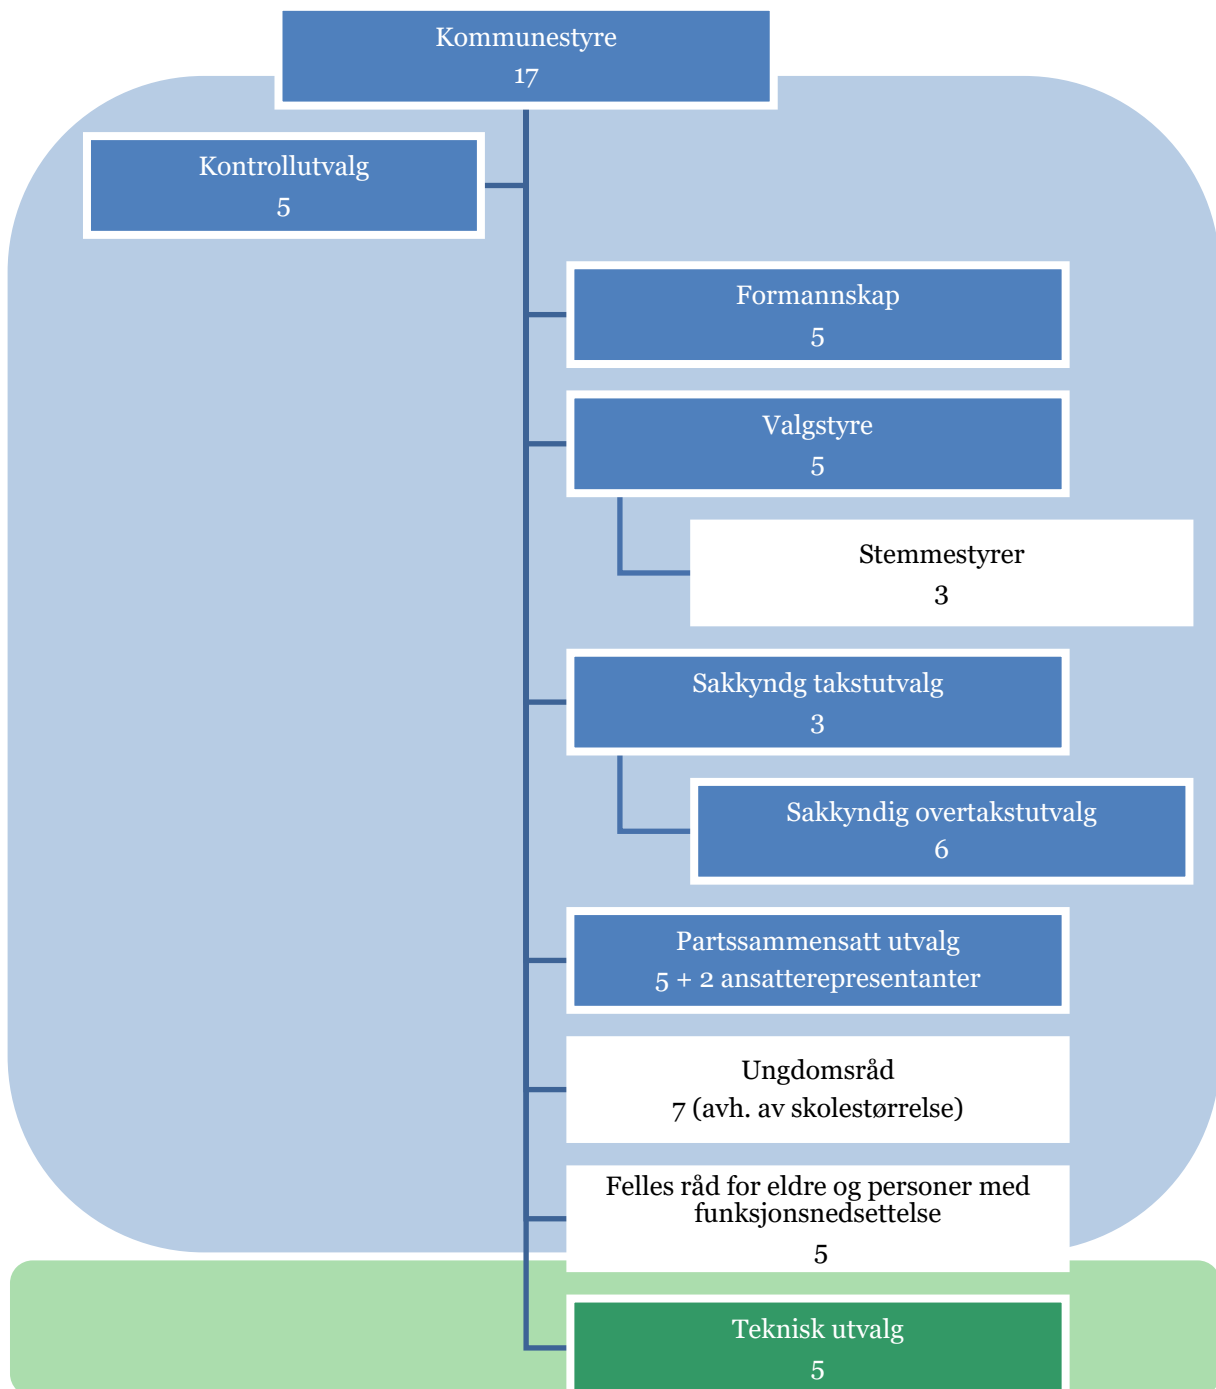 Kommunestyre
17
Kontrollutvalg
5
Formannskap
5
Valgstyre
5
Stemmestyrer
3
Sakkyndg takstutvalg
3
Sakkyndig overtakstutvalg
6
Partssammensatt utvalg
5 + 2 ansatterepresentanter
Ungdomsråd
7 (avh. av skolestørrelse)
Felles råd for eldre og personer med
funksjonsnedsettelse
5
Teknisk utvalg
5